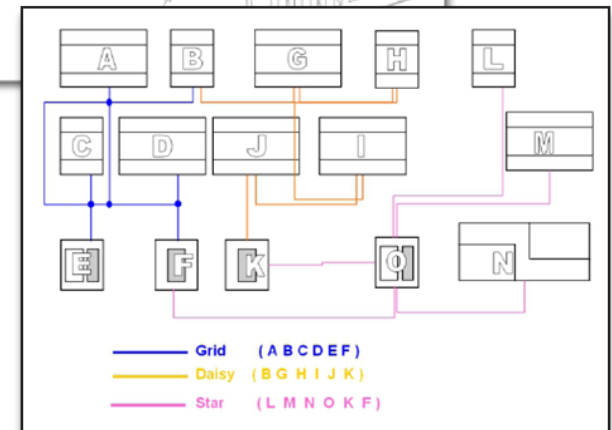 A B G H L
C D J I M
E F K O N
Grid (A B C D E F)
Daisy (B G H I J K)
Star (L M N O K F)